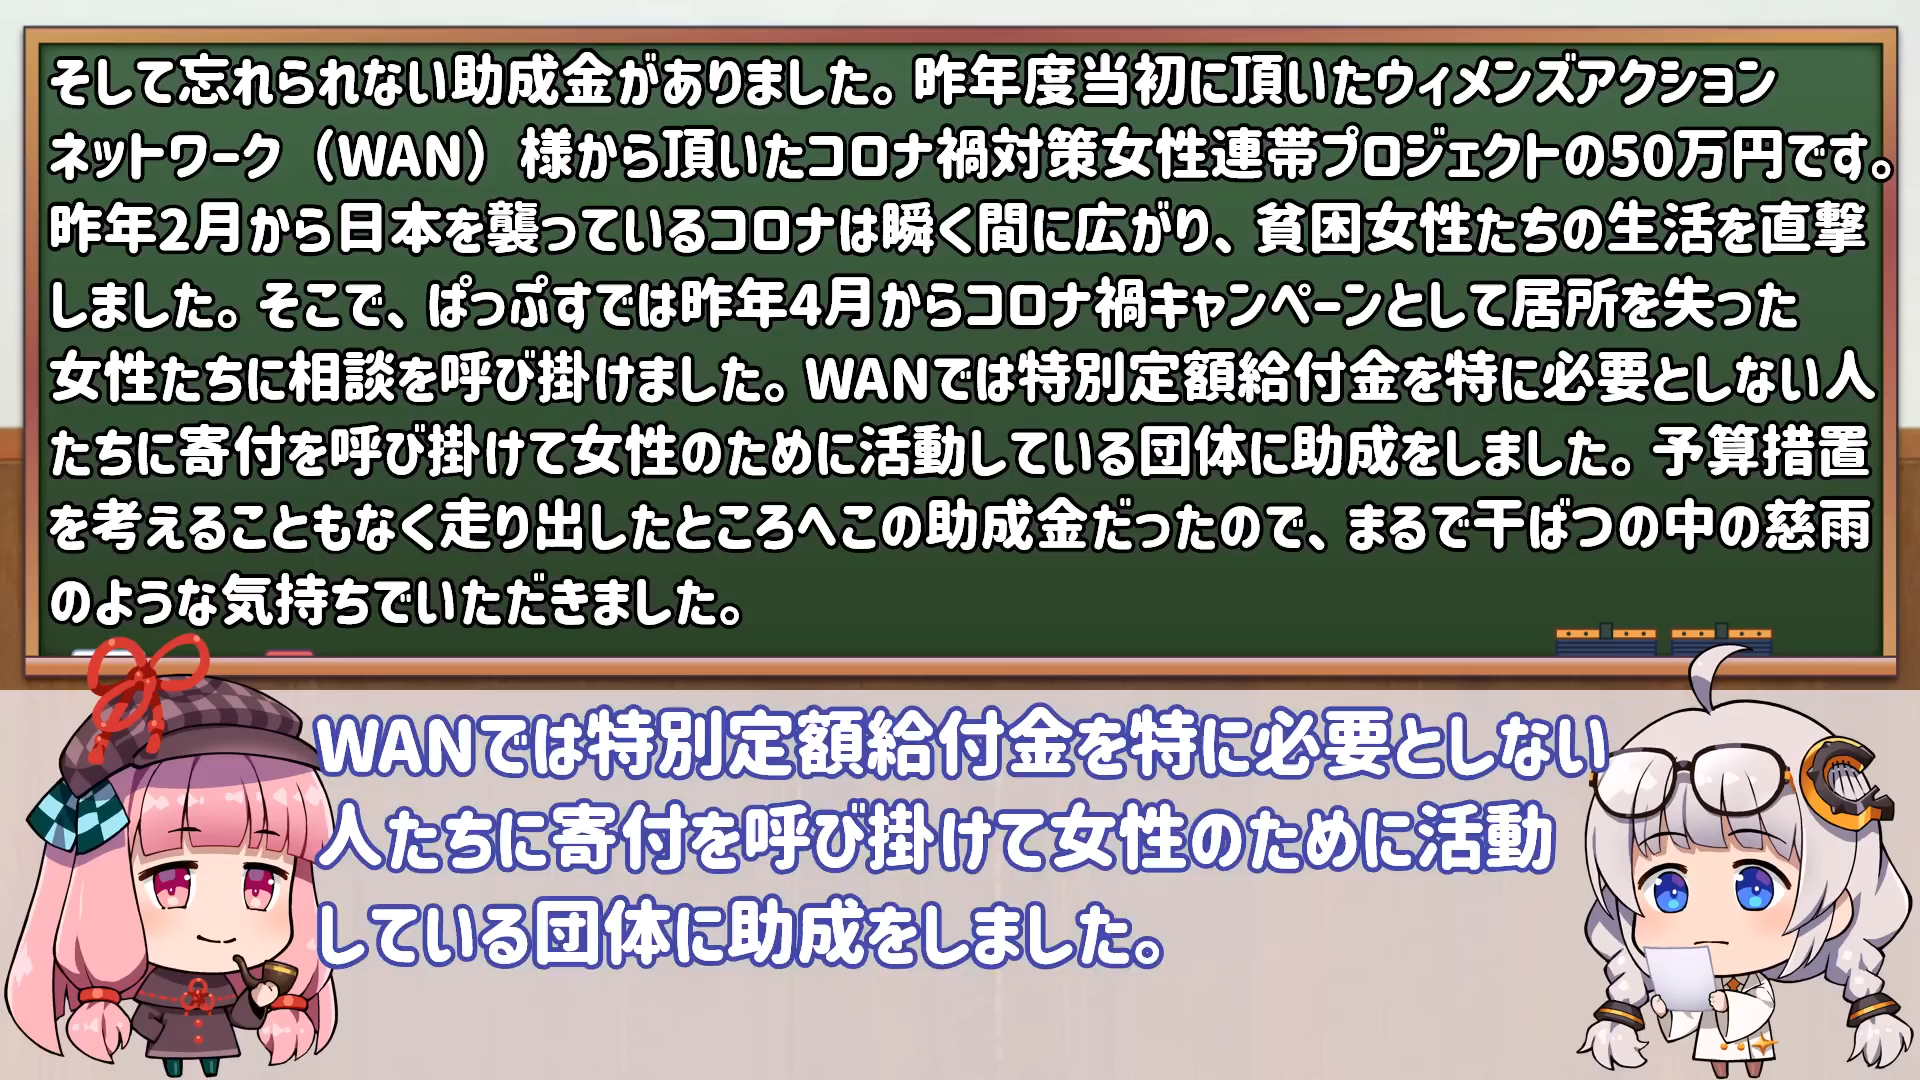 そして忘れられない助成金がありました。昨年度当初に頂いたウィメンズアクション
ネットワーク（WAN）様から頂いたコロナ禍対策女性連帯プロジェクトの50万円です。
昨年2月から日本を襲っているコロナは瞬く間に広がり、貧困女性たちの生活を直撃
しました。そこで、ぱっぷすでは昨年4月からコロナ禍キャンペーンとして居所を失った
女性たちに相談を呼び掛けました。WANでは特別定額給付金を特に必要としない人
たちに寄付を呼び掛けて女性のために活動している団体に助成をしました。予算措置
を考えることもなく走り出したところへこの助成金だったので、まるで干ばつの中の慈雨
のような気持ちでいただきました。
WANでは特別定額給付金を特に必要としない
人たちに寄付を呼び掛けて女性のために活動
している団体に助成をしました。